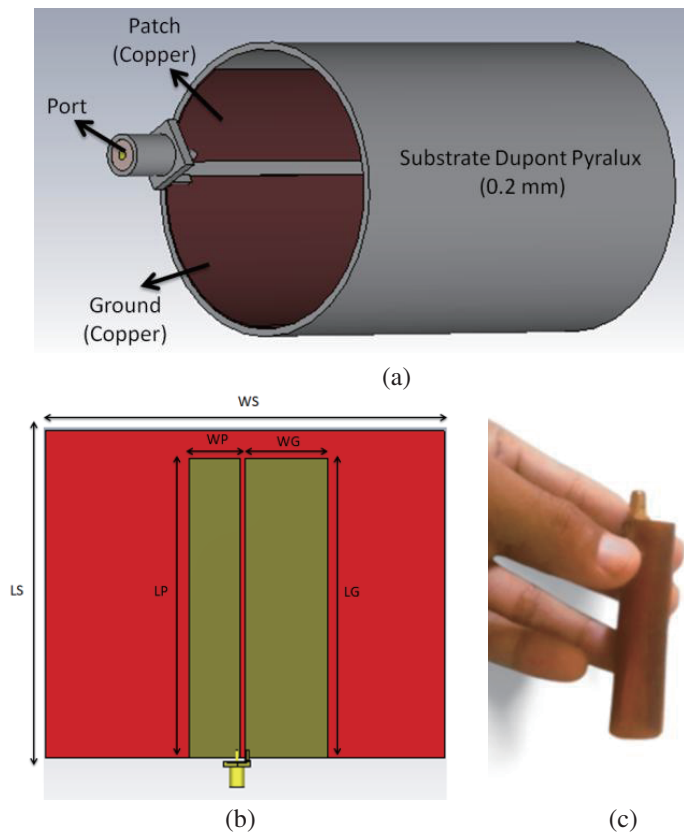 Patch
(Copper)
Port
Substrate Dupont Pyralux
(0.2 mm)
Ground
(Copper)
(a)
WS
WP
WG
LS
LP
LG
(b)
(c)